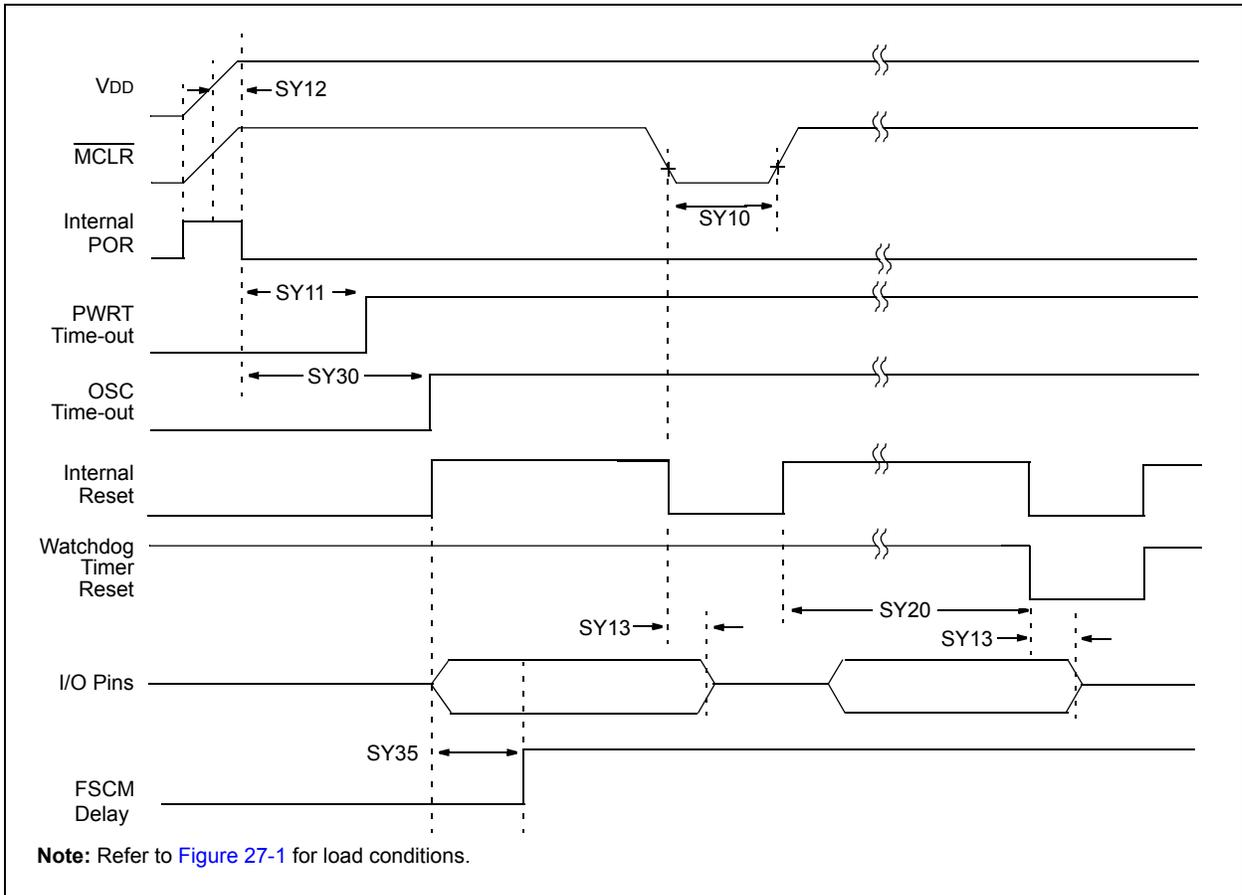 VDD
SY12
MCLR
SY10
Internal
POR
SY11
PWRT
Time-out
SY30
OSC
Time-out
Internal
Reset
Watchdog
Timer
Reset
SY20
SY13
SY13
I/O Pins
SY35
FSCM
Delay
Note: Refer to Figure 27-1 for load conditions.